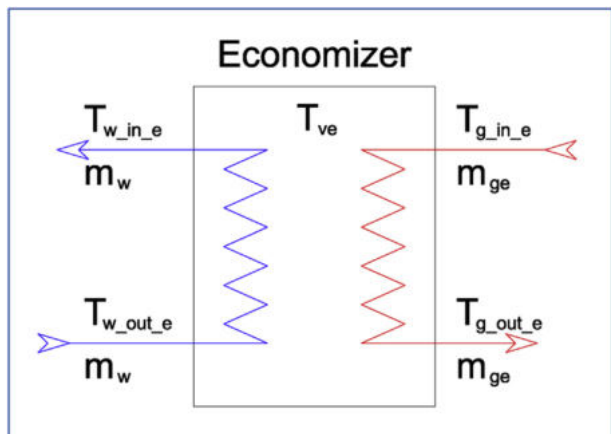 Economizer
T_w_in_e
T_ve
T_g_in_e
m_w
m_ge
T_w_out_e
T_g_out_e
m_w
m_ge